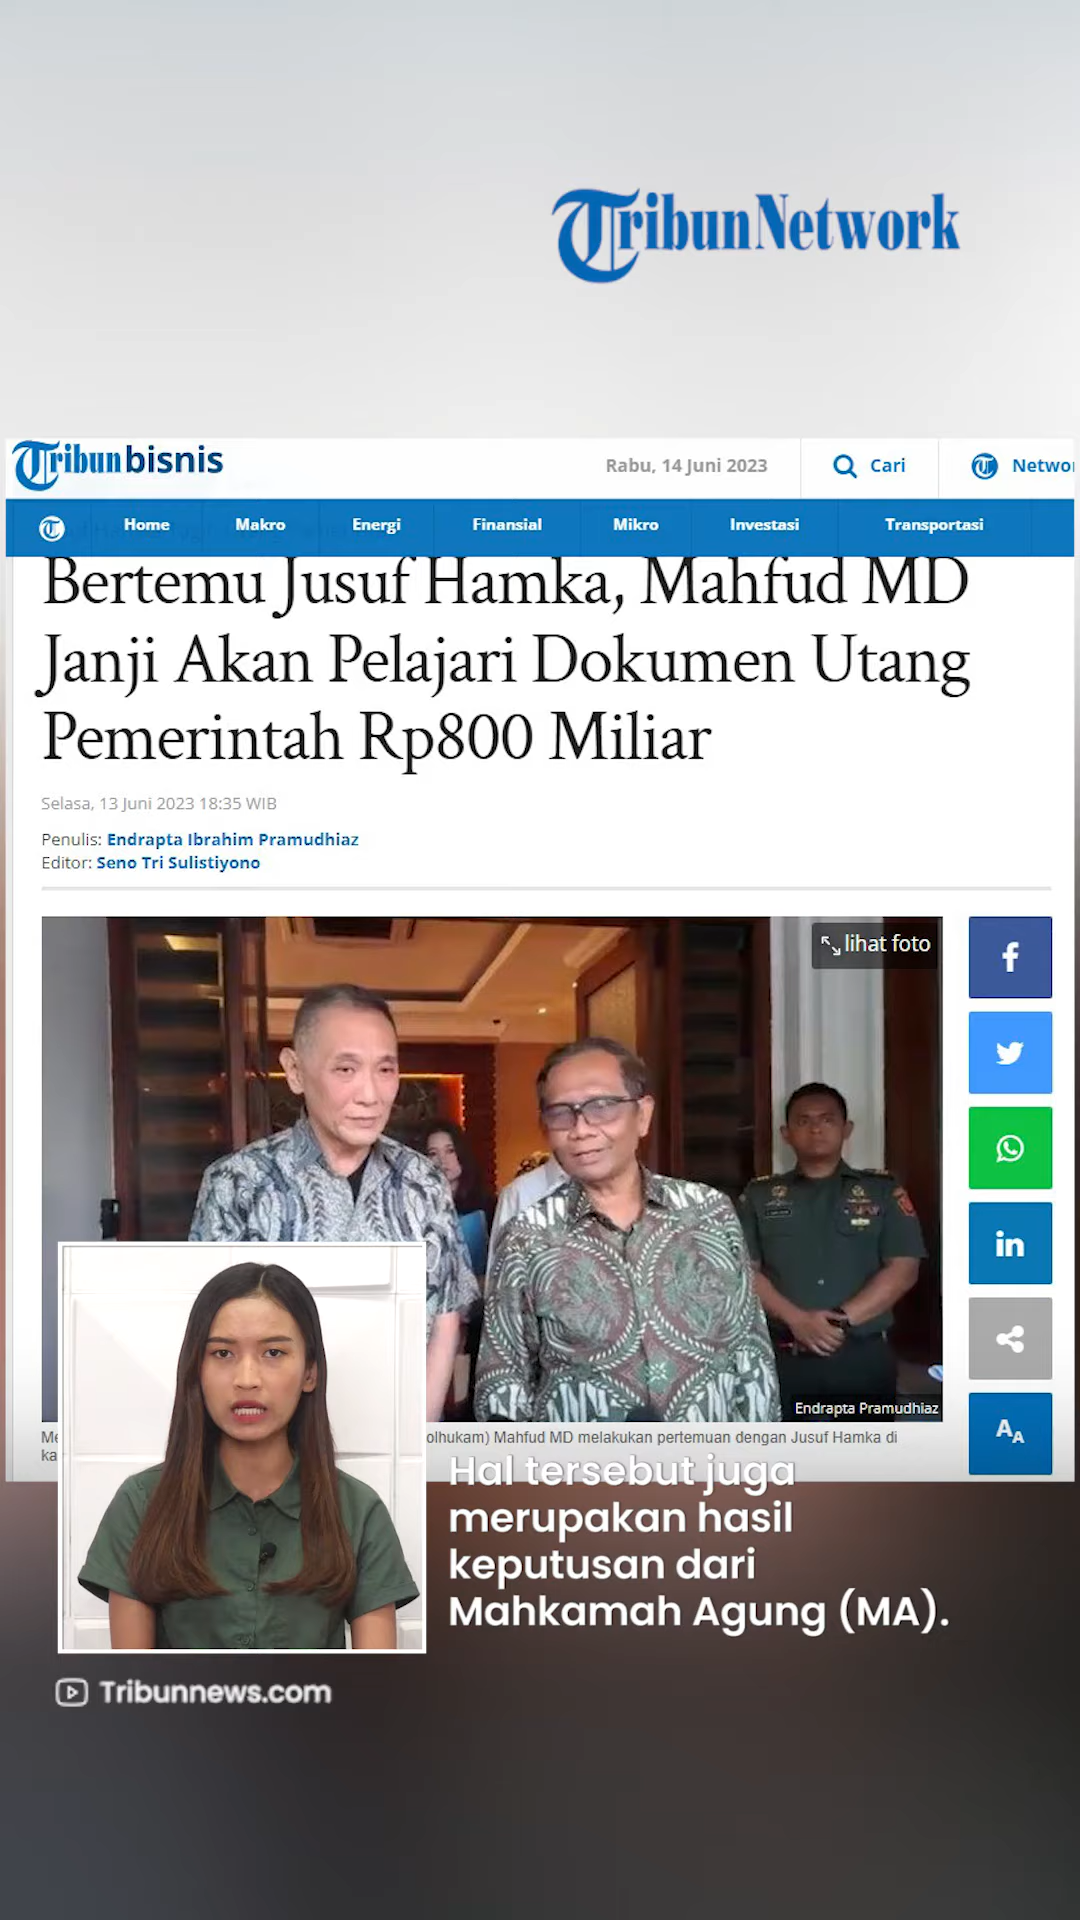 TribunNetwork
Tribunbisnis
Rabu, 14 Juni 2023
Cari
Networ
Home Makro Energi Finansial Mikro Investasi Transportasi
Bertemu Jusuf Hamka, Mahfud MD
Janji Akan Pelajari Dokumen Utang
Pemerintah Rp800 Miliar
Selasa, 13 Juni 2023 18:35 WIB
Penulis: Endrapta Ibrahim Pramudhiaz
Editor: Seno Tri Sulistiyono
lihat foto
Endrapta Pramudhiaz
Me
olhukam) Mahfud MD melakukan pertemuan dengan Jusuf Hamka di
ka
Hal tersebut juga
merupakan hasil
keputusan dari
Mahkamah Agung (MA).
Tribunnews.com